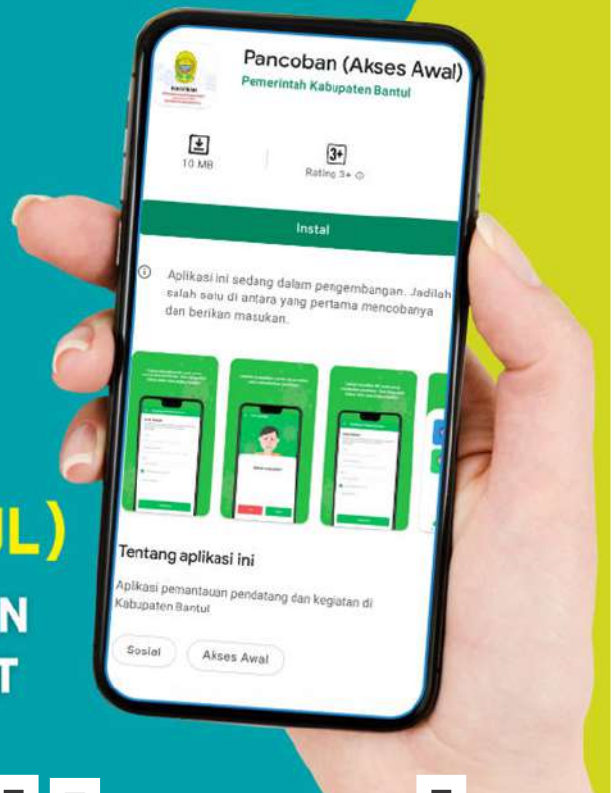 Pancoban (Akses Awal)
Pemerintah Kabupaten Bantul
10 MB
3+
Rating 3+
Instal
Aplikasi ini sedang dalam pengembangan. Jadilah
salah satu di antara yang pertama mencobanya
dan berikan masukan.
UL)
N
T
Tentang aplikasi ini
Aplikasi pemantauan pendatang dan kegiatan di
Kabupaten Bantul
Sosial
Akses Awal